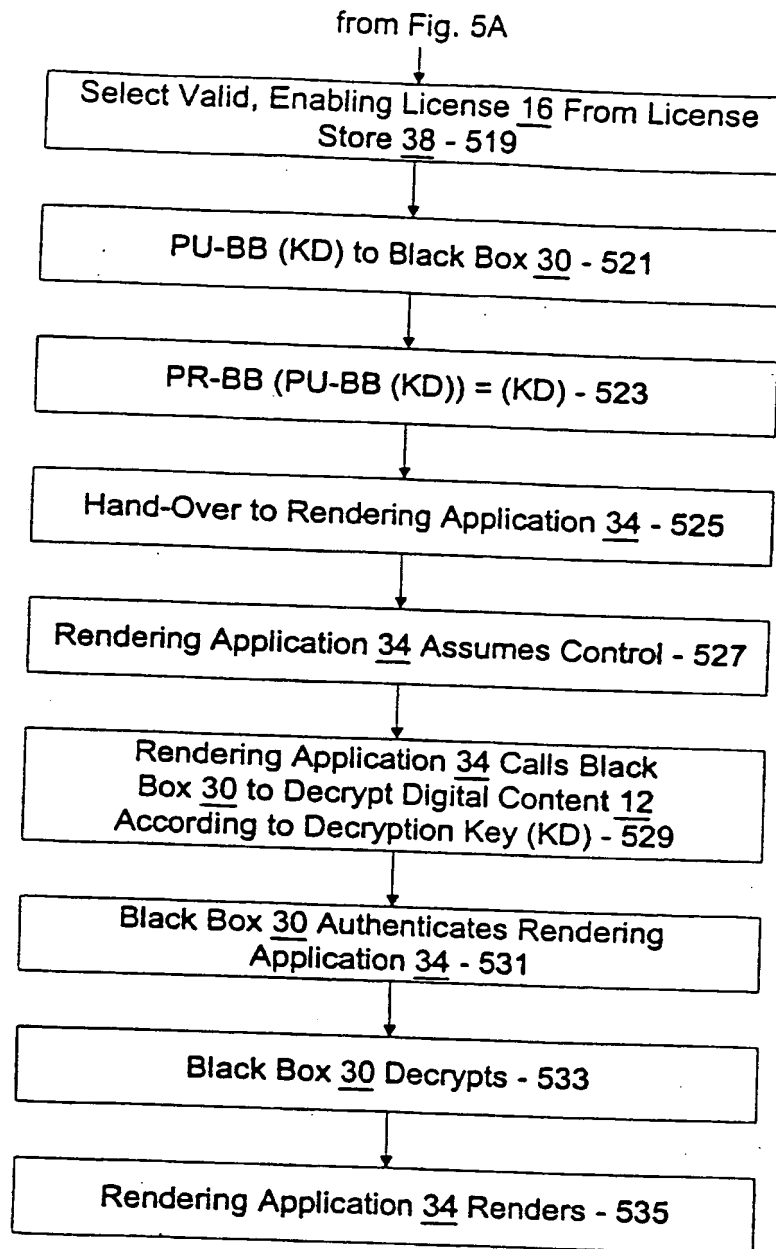 from Fig. 5A
Select Valid, Enabling License 16 From License
Store 38 - 519
PU-BB (KD) to Black Box 30 - 521
PR-BB (PU-BB (KD)) = (KD) - 523
Hand-Over to Rendering Application 34 - 525
Rendering Application 34 Assumes Control - 527
Rendering Application 34 Calls Black
Box 30 to Decrypt Digital Content 12
According to Decryption Key (KD) - 529
Black Box 30 Authenticates Rendering
Application 34 - 531
Black Box 30 Decrypts - 533
Rendering Application 34 Renders - 535